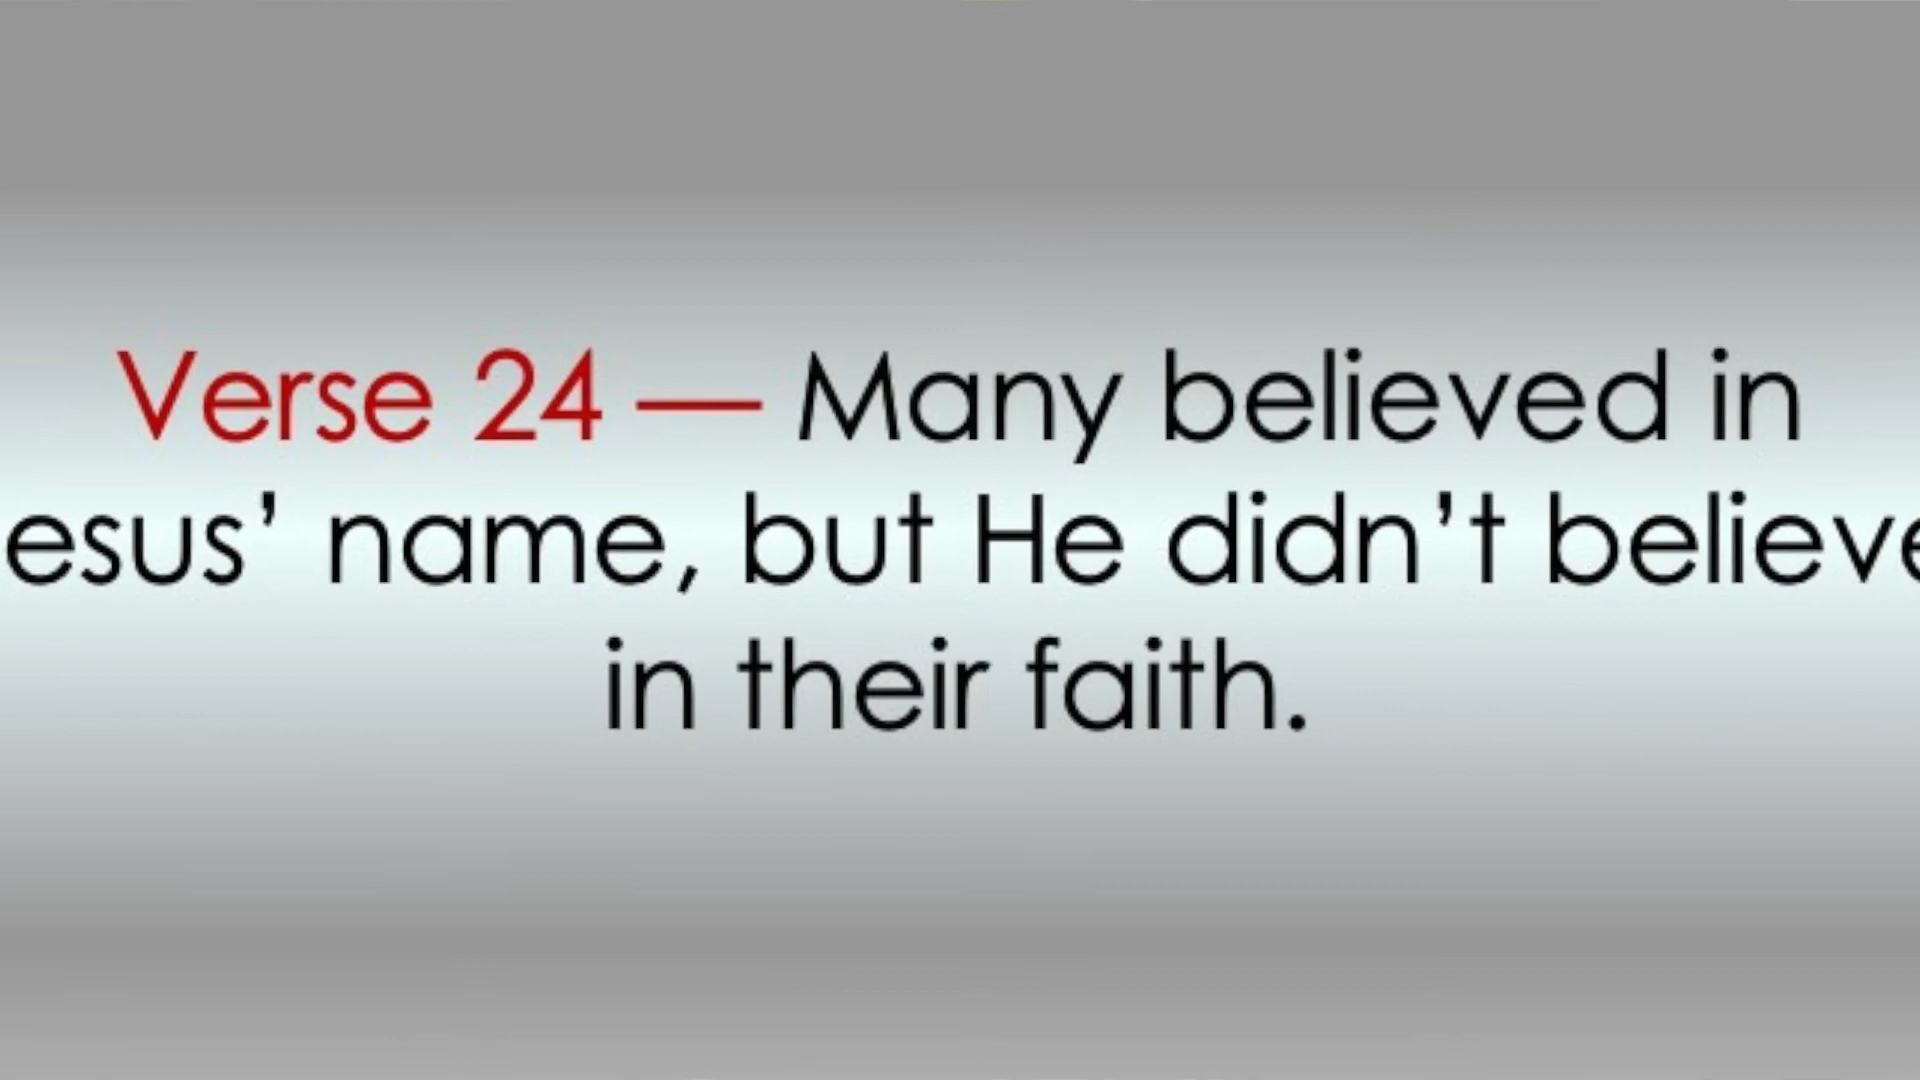 Verse 24 — Many believed in
esus’ name, but He didn’t believe
in their faith.